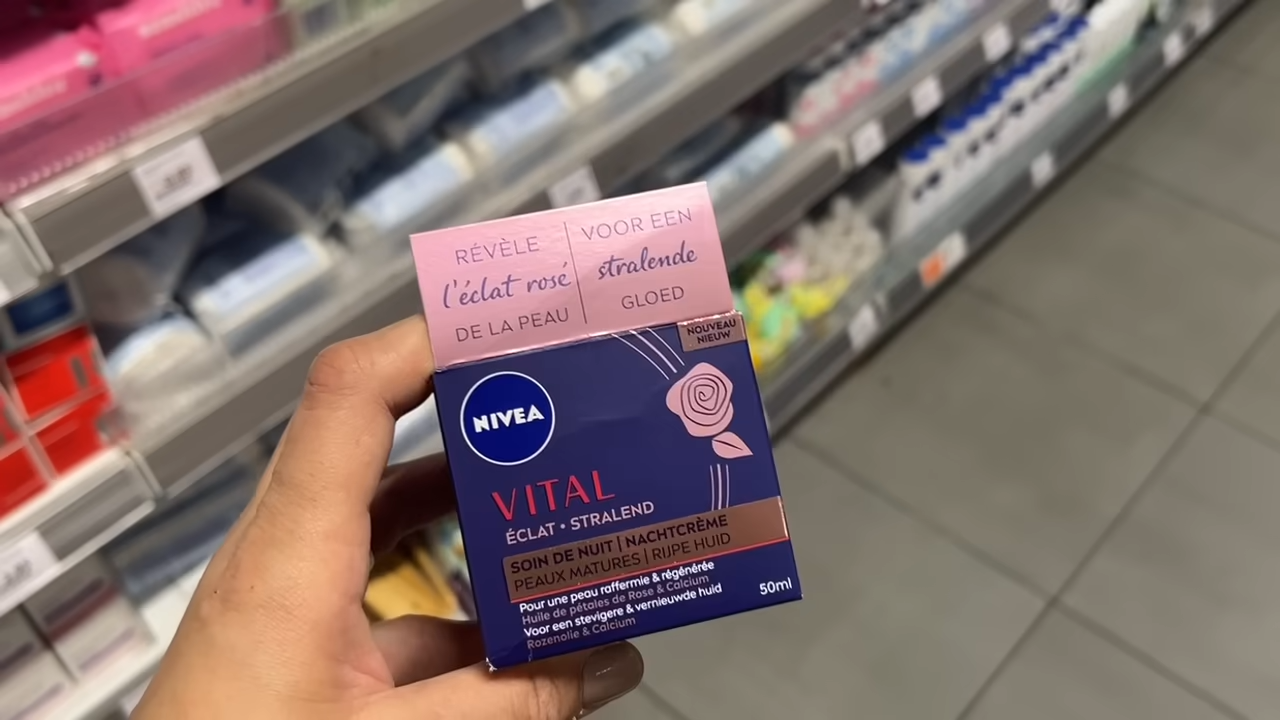 RÉVÈLE
l'éclat rosé
DE LA PEAU
VOOR EEN
stralende
GLOED
NOUVEAU
NIEUW
NIVEA
VITAL
ÉCLAT • STRALEND
SOIN DE NUIT | NACHTCRÈME
PEAUX MATURES | RIJPE HUID
Pour une peau raffermie & régénérée
Huile de pétales de Rose & Calcium
Voor een stevigere & vernieuwde huid
Rozenolie & Calcium
50ml